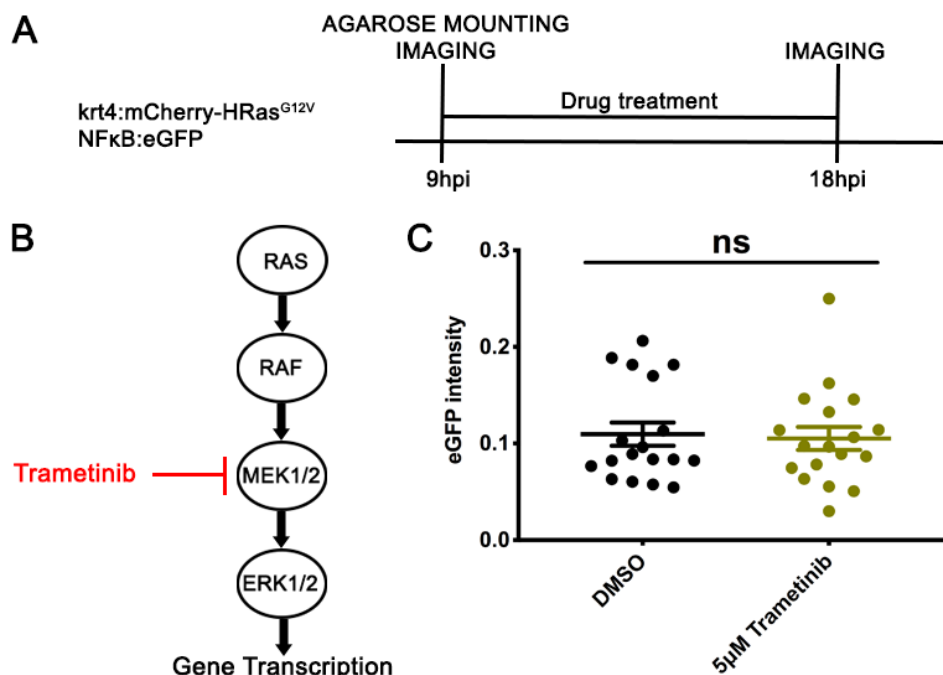 A
AGAROSE MOUNTING
IMAGING
IMAGING
Drug treatment
krt4:mCherry-HRasG12V
NFκB:eGFP
9hpi
18hpi
B
RAS
RAF
Trametinib
MEK1/2
ERK1/2
Gene Transcription
C
ns
0.3
0.2
0.1
0.0
eGFP intensity
DMSO
5µM Trametinib